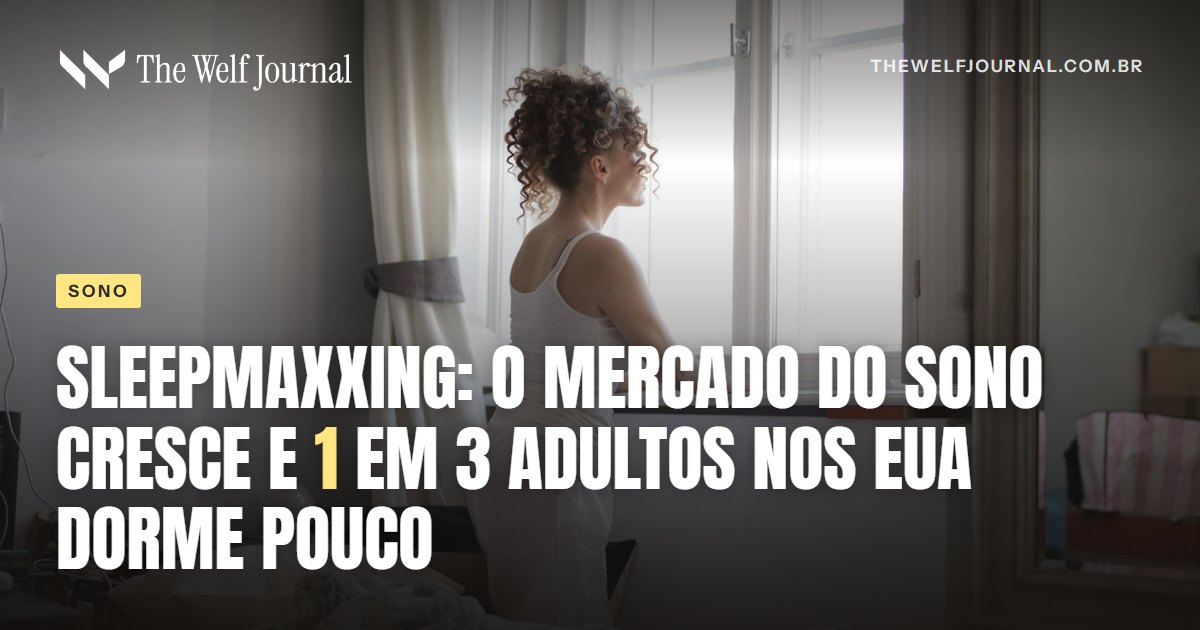 The Welf Journal
THEWELFJOURNAL.COM.BR
SONO
SLEEPMAXXING: O MERCADO DO SONO
CRESCE E 1 EM 3 ADULTOS NOS EUA
DORME POUCO